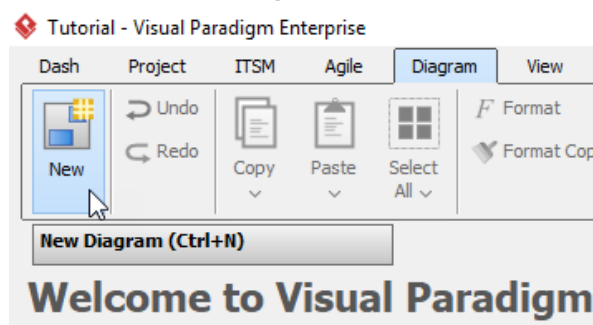 Tutorial - Visual Paradigm Enterprise
Dash Project ITSM Agile Diagram View
New
Undo
Redo
Copy
Paste
Select
All
F Format
Format Cop
New Diagram (Ctrl+N)
Welcome to Visual Paradigm